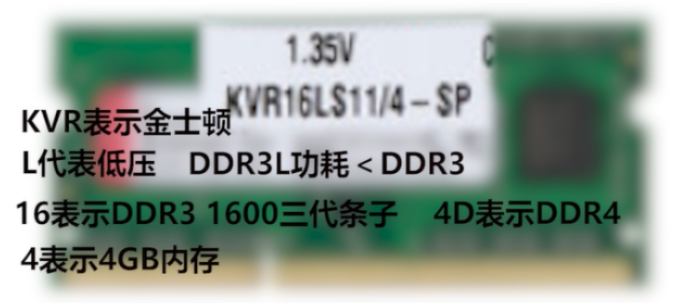 1.35V
KVR16LS11/4-SP
KVR表示金士顿
L代表低压 DDR3L功耗<DDR3
16表示DDR3 1600三代条子 4D表示DDR4
4表示4GB内存